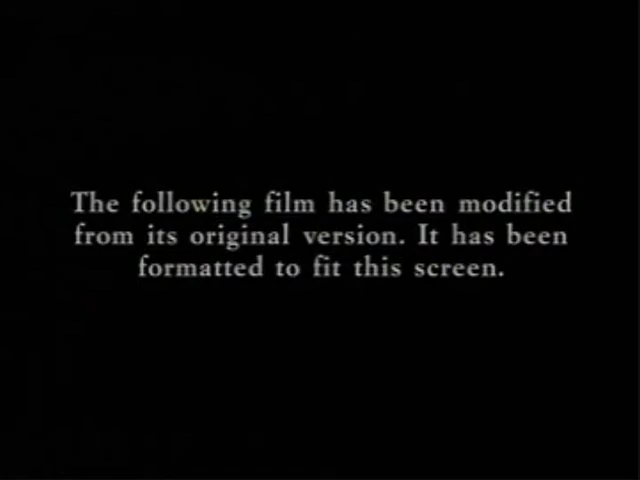 The following film has been modified
from its original version. It has been
formatted to fit this screen.